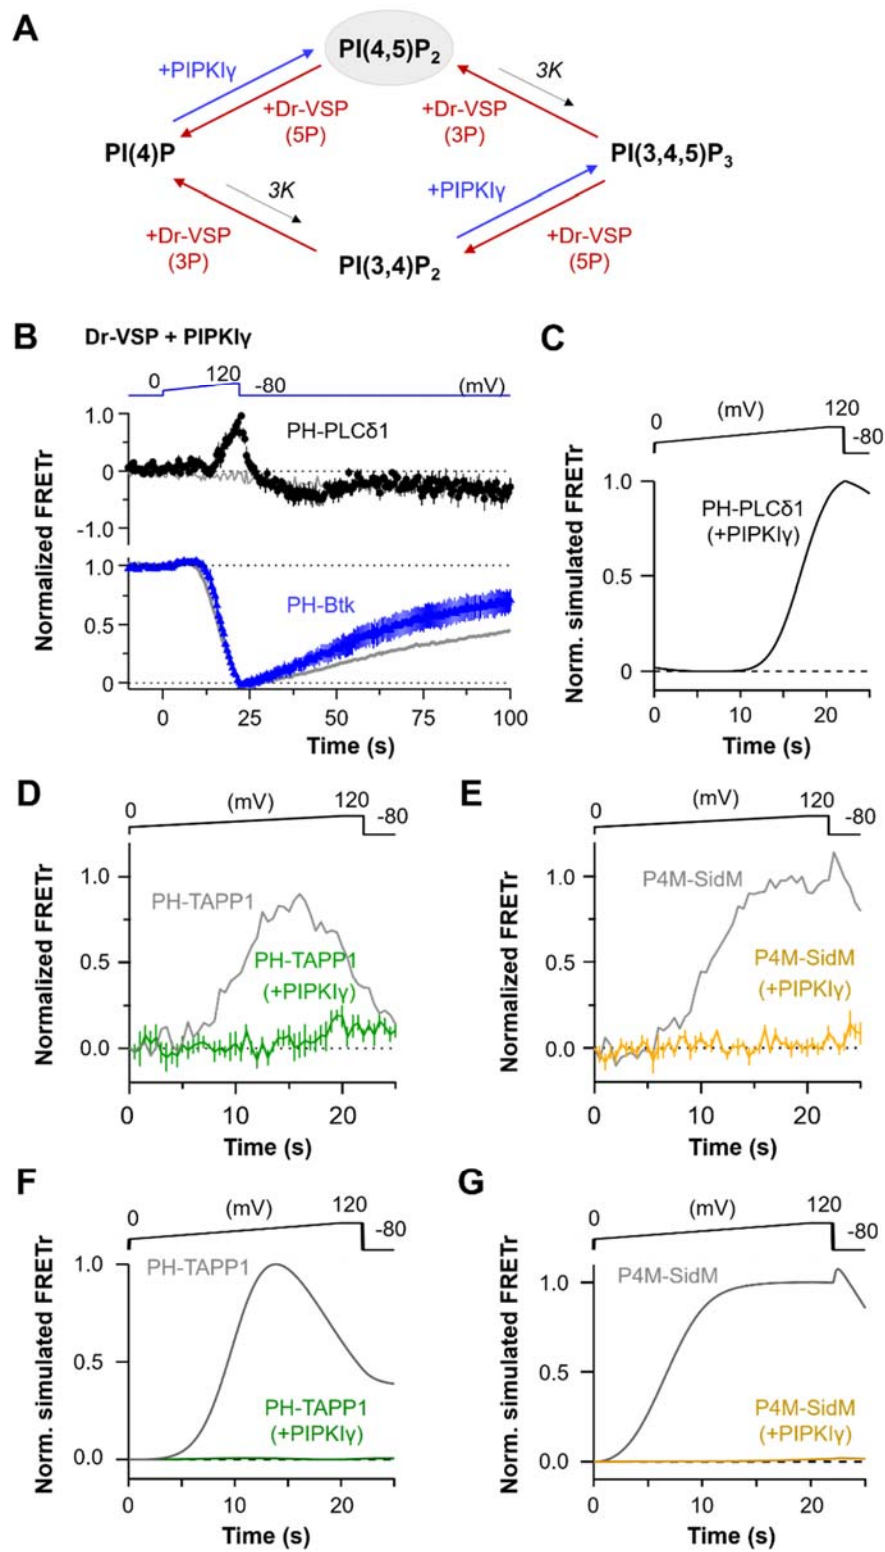 A
PI(4,5)P2
+PIPKIγ
3K
+Dr-VSP
(5P)
+Dr-VSP
(3P)
PI(4)P
PI(3,4,5)P3
3K
+PIPKIγ
+Dr-VSP
(3P)
+Dr-VSP
(5P)
PI(3,4)P2
B
Dr-VSP + PIPKIγ
0
120
-80
(mV)
1.0
0
-1.0
PH-PLCδ1
1.0
0.5
0
PH-Btk
Normalized FRETr
0
25
50
75
100
Time (s)
C
0
(mV)
120
-80
1.0
0.5
0
PH-PLCδ1
(+PIPKIγ)
Norm. simulated FRETr
0
10
20
Time (s)
D
0
(mV)
120
-80
1.0
0.5
0.0
PH-TAPP1
PH-TAPP1
(+PIPKIγ)
Normalized FRETr
0
10
20
Time (s)
E
0
(mV)
120
-80
1.0
0.5
0.0
P4M-SidM
P4M-SidM
(+PIPKIγ)
Normalized FRETr
0
10
20
Time (s)
F
0
(mV)
120
-80
1.0
0.5
0.0
PH-TAPP1
PH-TAPP1
(+PIPKIγ)
Norm. simulated FRETr
0
10
20
Time (s)
G
0
(mV)
120
-80
1.0
0.5
0.0
P4M-SidM
P4M-SidM
(+PIPKIγ)
Norm. simulated FRETr
0
10
20
Time (s)